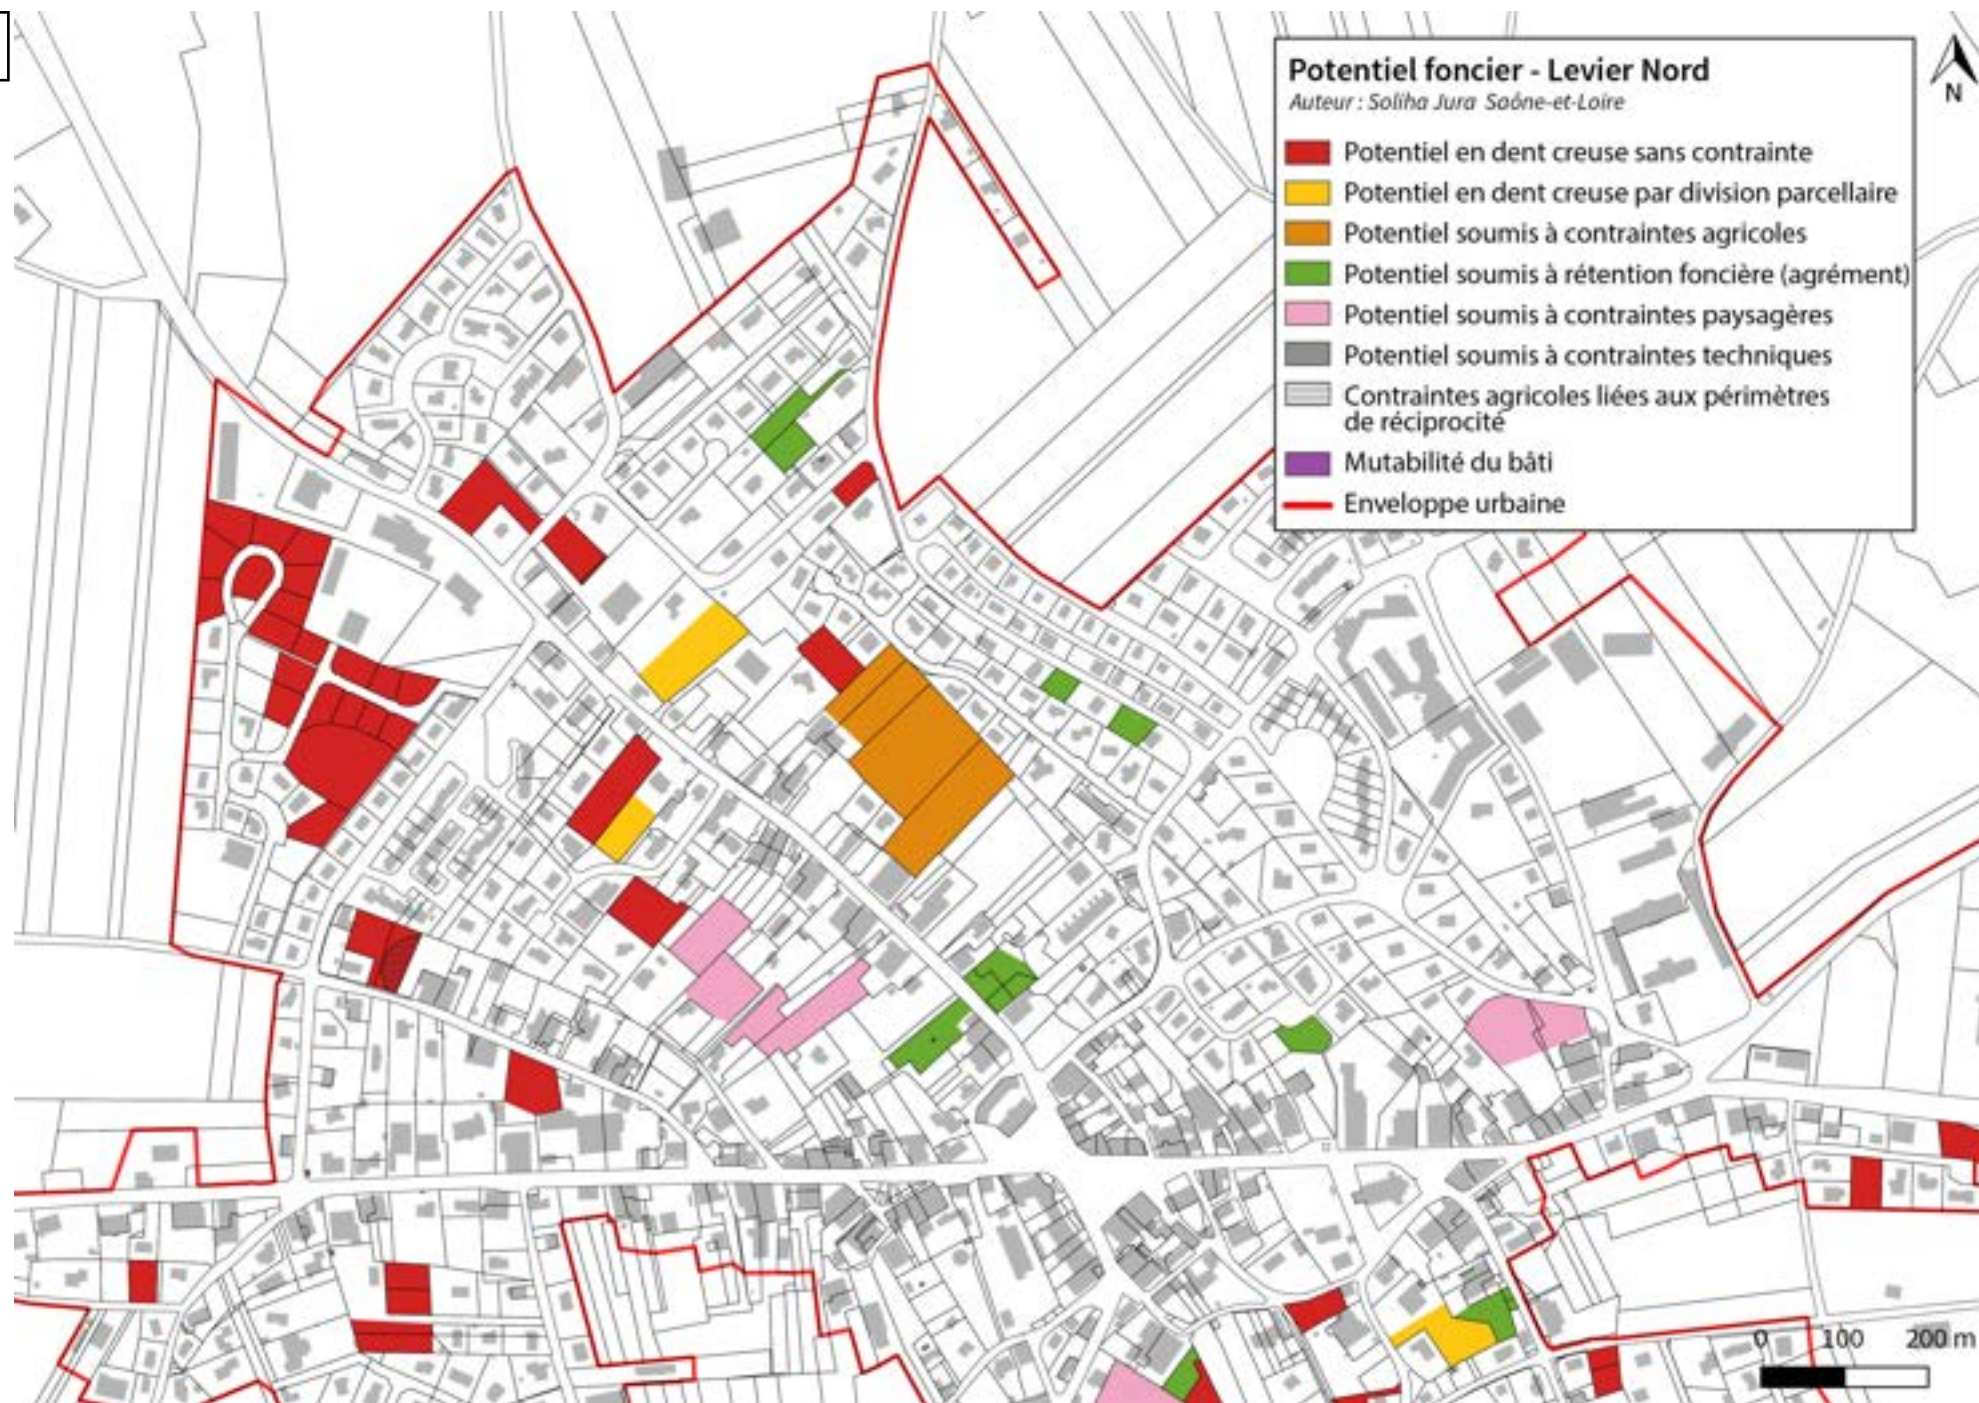 Potentiel foncier - Levier Nord
Auteur : Soliha Jura Saône-et-Loire
N
Potentiel en dent creuse sans contrainte
Potentiel en dent creuse par division parcellaire
Potentiel soumis à contraintes agricoles
Potentiel soumis à rétention foncière (agrément)
Potentiel soumis à contraintes paysagères
Potentiel soumis à contraintes techniques
Contraintes agricoles liées aux périmètres
de réciprocité
Mutabilité du bâti
Enveloppe urbaine
0 100 200 m